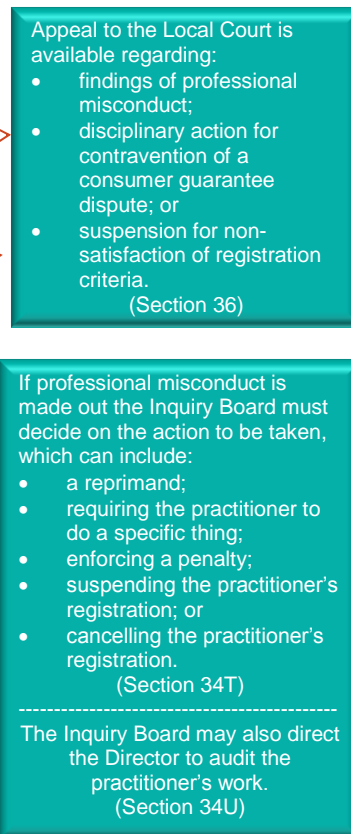 Appeal to the Local Court is
available regarding:
• findings of professional
misconduct;
• disciplinary action for
contravention of a
consumer guarantee
dispute; or
• suspension for non-
satisfaction of registration
criteria.
(Section 36)
If professional misconduct is
made out the Inquiry Board must
decide on the action to be taken,
which can include:
• a reprimand;
• requiring the practitioner to
do a specific thing;
• enforcing a penalty;
• suspending the practitioner's
registration; or
• cancelling the practitioner's
registration.
(Section 34T)
---------------------------------------------
The Inquiry Board may also direct
the Director to audit the
practitioner's work.
(Section 34U)